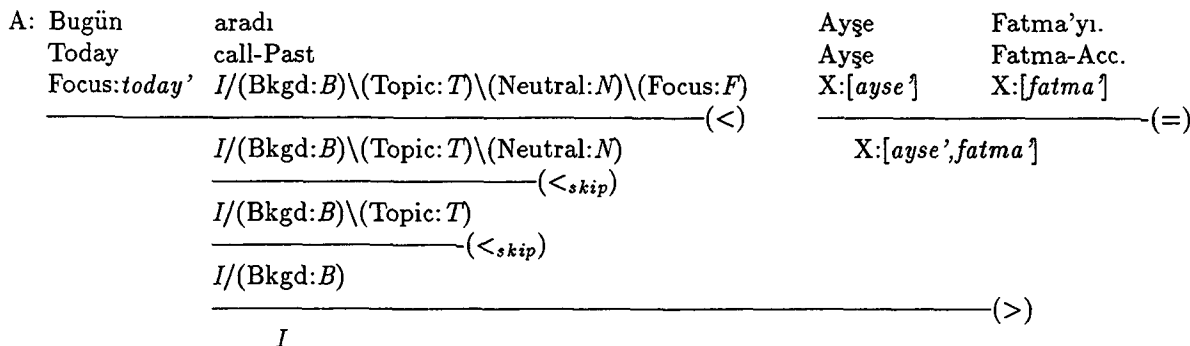 A: Bugün aradı Ayşe Fatma'yı.
Today call-Past Ayşe Fatma-Acc.
Focus:today' I/(Bkgd:B)\(Topic:T)\(Neutral:N)\(Focus:F) X:[ayse'] X:[fatma']
(<) (=)
I/(Bkgd:B)\(Topic:T)\(Neutral:N) X:[ayse',fatma']
(<skip)
I/(Bkgd:B)\(Topic:T)
(<skip)
I/(Bkgd:B)
(>)
I